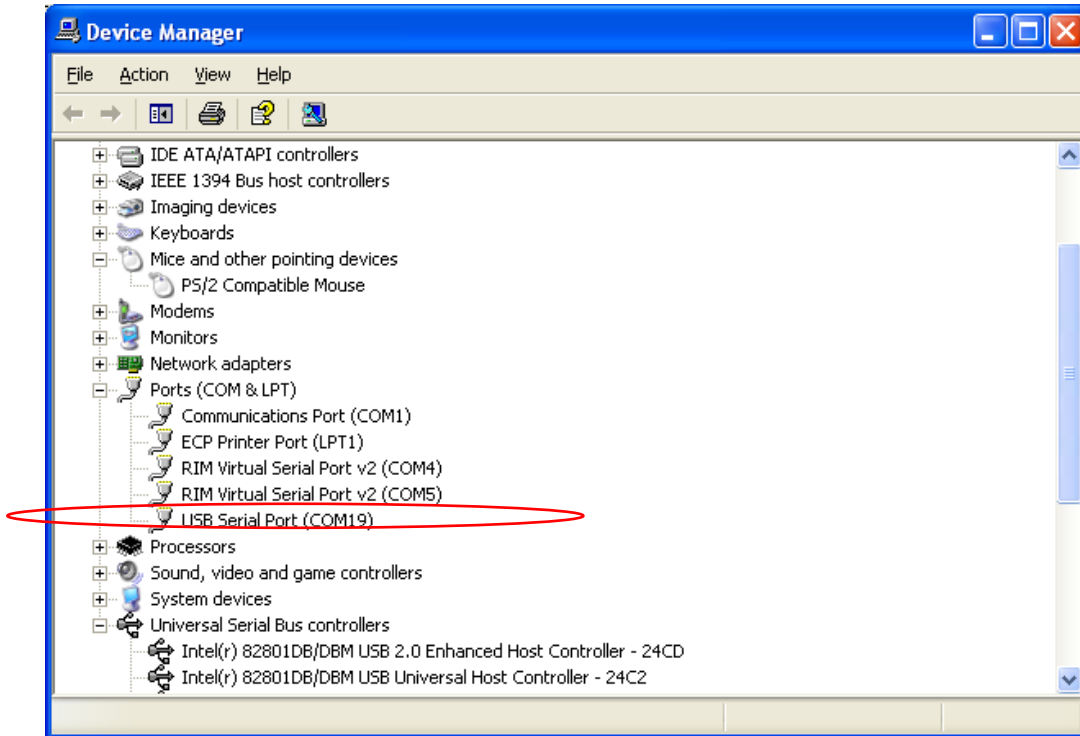 Device Manager
File Action View Help
IDE ATA/ATAPI controllers
IEEE 1394 Bus host controllers
Imaging devices
Keyboards
Mice and other pointing devices
PS/2 Compatible Mouse
Modems
Monitors
Network adapters
Ports (COM & LPT)
Communications Port (COM1)
ECP Printer Port (LPT1)
RIM Virtual Serial Port v2 (COM4)
RIM Virtual Serial Port v2 (COM5)
USB Serial Port (COM19)
Processors
Sound, video and game controllers
System devices
Universal Serial Bus controllers
Intel(r) 82801DB/DBM USB 2.0 Enhanced Host Controller - 24CD
Intel(r) 82801DB/DBM USB Universal Host Controller - 24C2